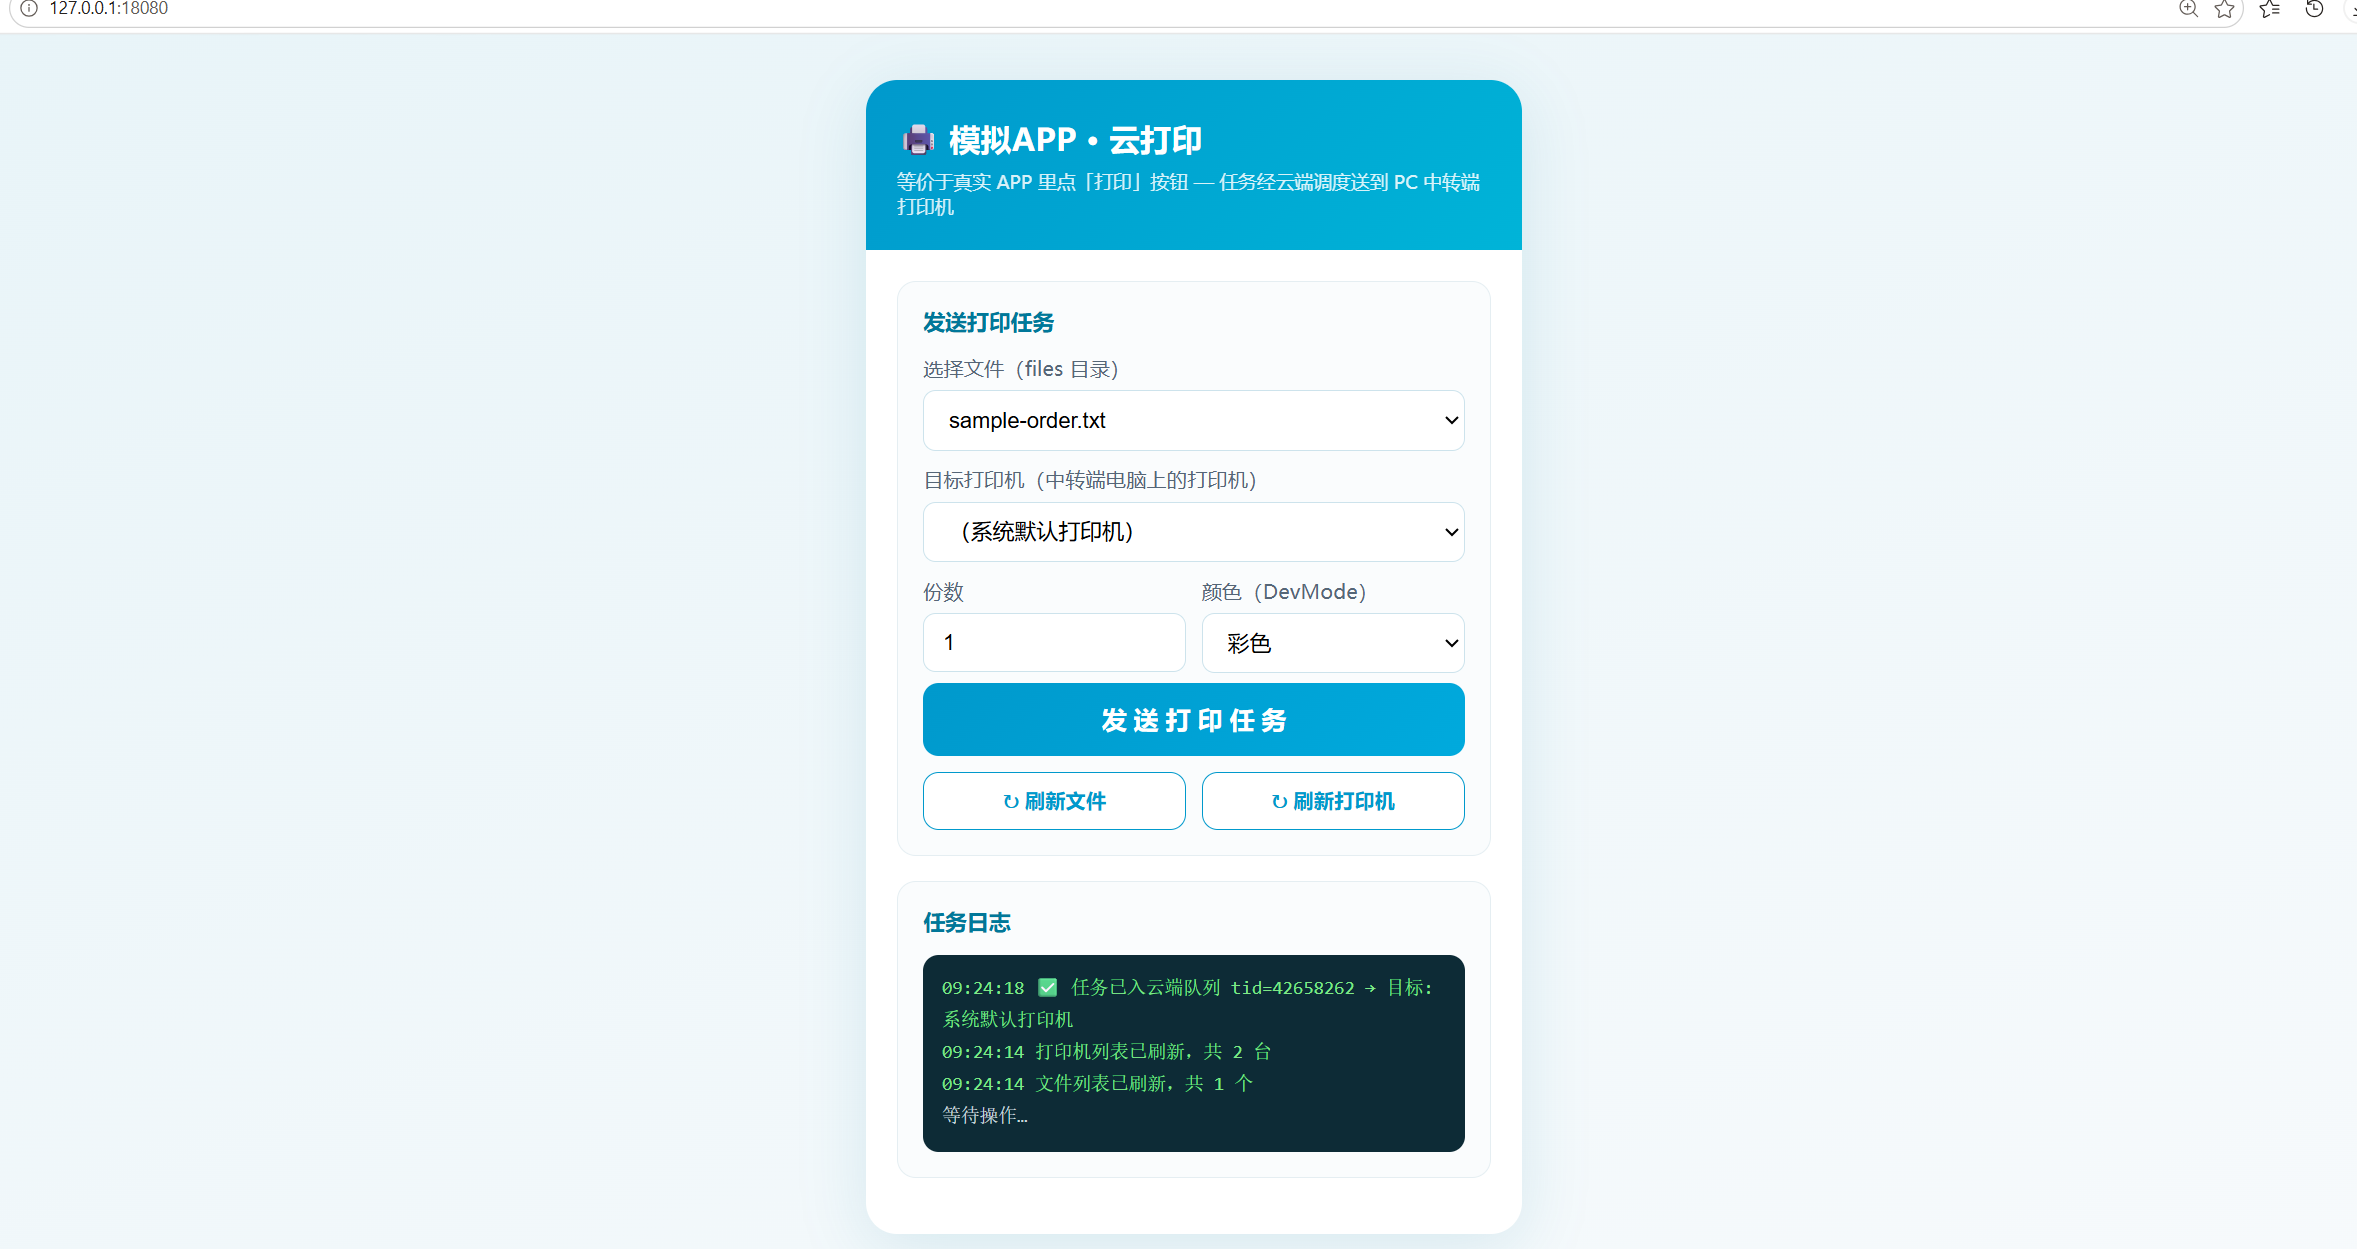 127.0.0.1:18080
模拟APP • 云打印
等价于真实 APP 里点「打印」按钮 — 任务经云端调度送到 PC 中转端
打印机
发送打印任务
选择文件（files 目录）
sample-order.txt
目标打印机（中转端电脑上的打印机）
（系统默认打印机）
份数
颜色（DevMode）
1
彩色
发送打印任务
↻ 刷新文件
↻ 刷新打印机
任务日志
09:24:18 ✅ 任务已入云端队列 tid=42658262 → 目标:
系统默认打印机
09:24:14 打印机列表已刷新，共 2 台
09:24:14 文件列表已刷新，共 1 个
等待操作…